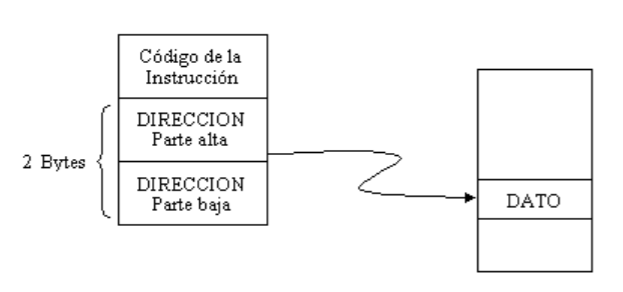 Código de la
Instrucción
DIRECCION
Parte alta
2 Bytes
DIRECCION
Parte baja
DATO